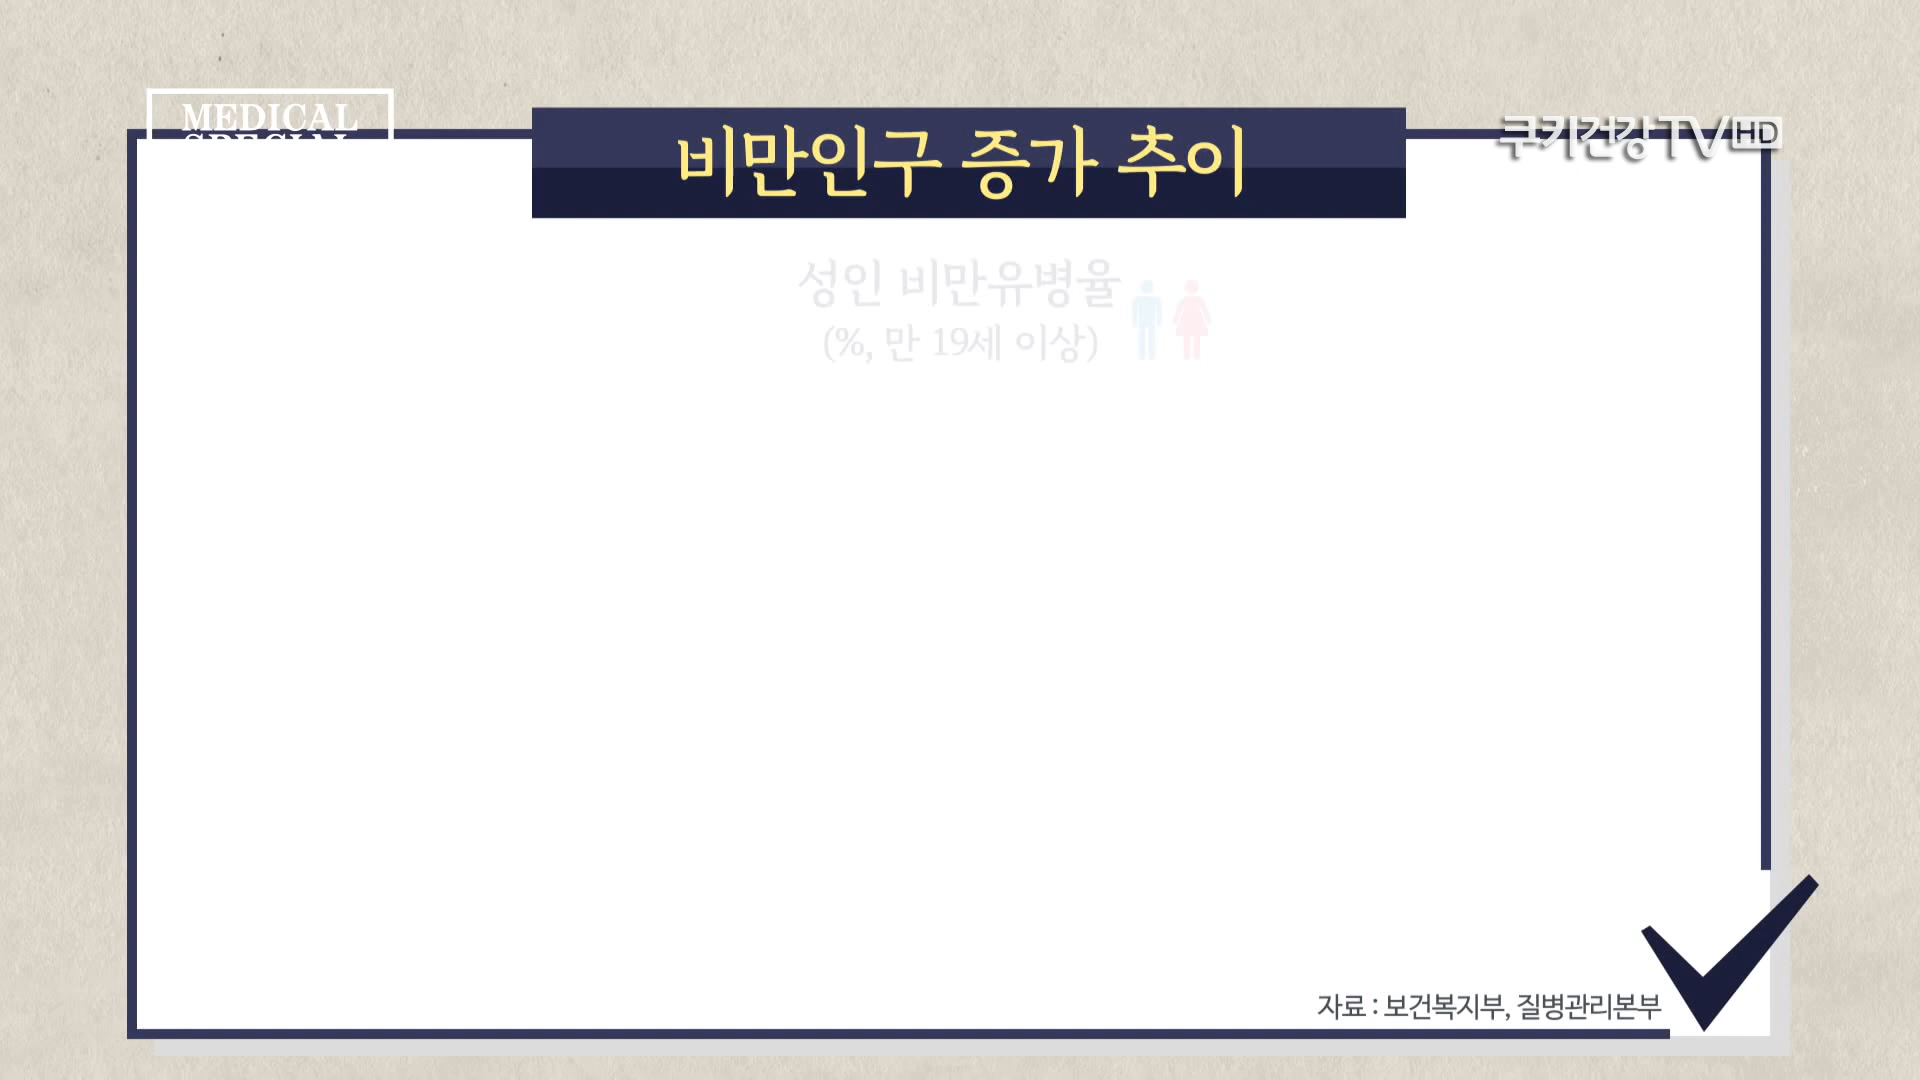 MEDICAL
SPECIAL
비만인구 증가 추이
쿠키건강TV HD
성인 비만유병율
(%, 만 19세 이상)
자료 : 보건복지부, 질병관리본부